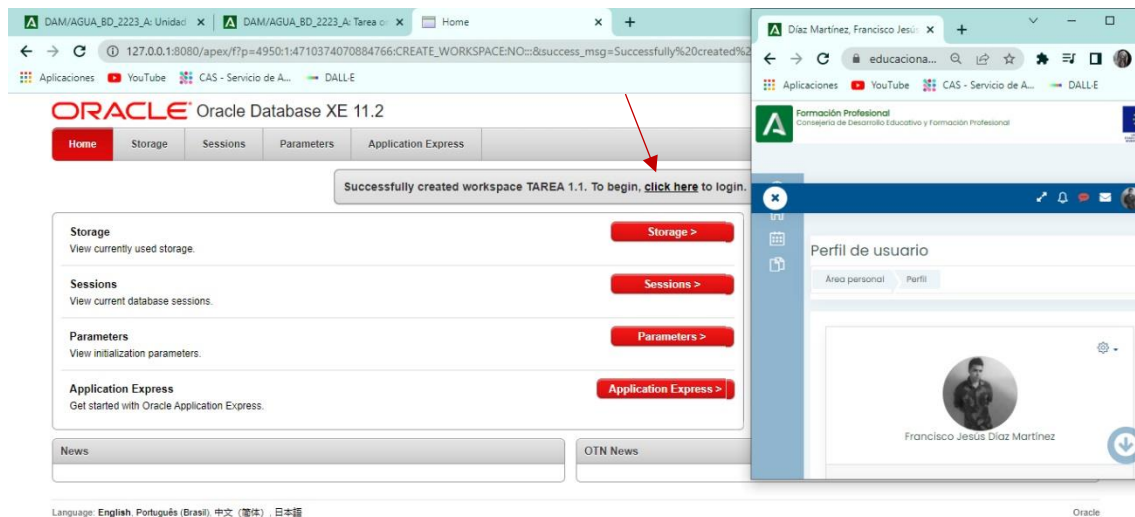 DAM/AGUA_BD_2223_A: Unidad
DAM/AGUA_BD_2223_A: Tarea o
Home
127.0.0.1:8080/apex/f?p=4950:1:4710374070884766:CREATE_WORKSPACE:NO:::&success_msg=Successfully%20created%2
Aplicaciones YouTube CAS - Servicio de A... DALL·E
ORACLE Oracle Database XE 11.2
Home Storage Sessions Parameters Application Express
Successfully created workspace TAREA 1.1. To begin, click here to login.
Storage
View currently used storage.
Storage >
Sessions
View current database sessions.
Sessions >
Parameters
View initialization parameters.
Parameters >
Application Express
Get started with Oracle Application Express.
Application Express >
News
OTN News
Language: English, Português (Brasil), 中文 (简体) , 日本語
Oracle
Díaz Martínez, Francisco Jesús
educaciona...
Aplicaciones YouTube CAS - Servicio de A... DALL·E
Formación Profesional
Consejería de Desarrollo Educativo y Formación Profesional
Perfil de usuario
Área personal Perfil
Francisco Jesús Díaz Martínez